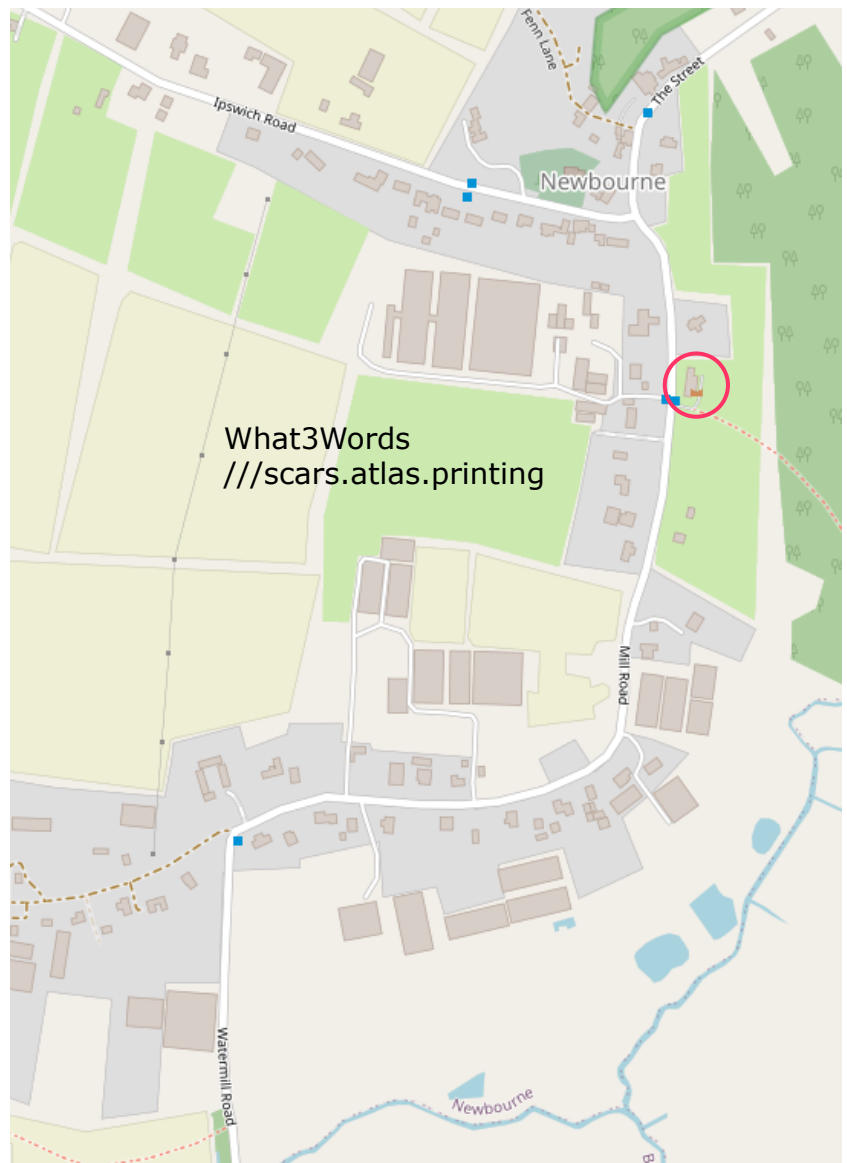 Fenn Lane
The Street
Ipswich Road
Newbourne
What3Words
///scars.atlas.printing
Mill Road
Watermill Road
Newbourne
B